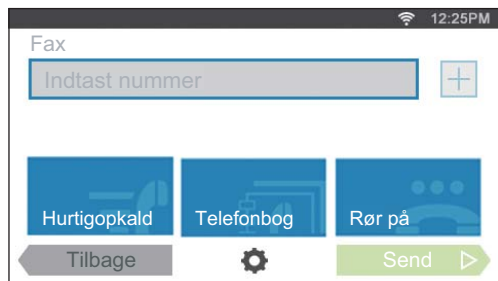 12:25PM
Fax
Indtast nummer
Hurtigopkald Telefonbog Rør på
Tilbage Send